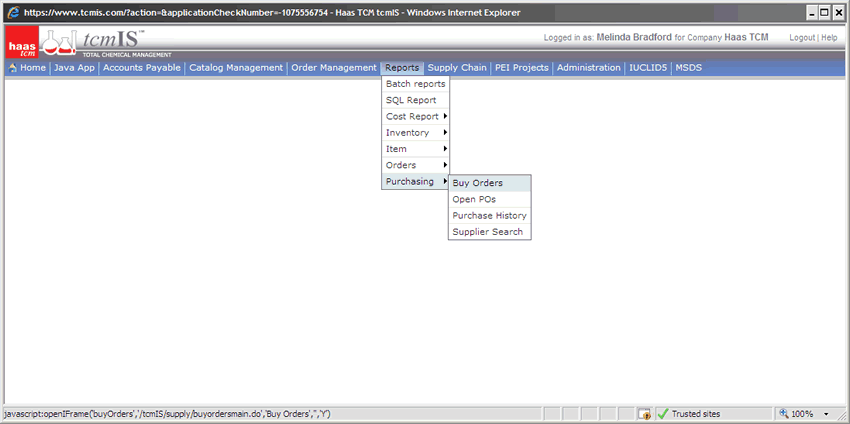 https://www.tcmis.com/?action=&applicationCheckNumber=-1075556754 - Haas TCM tcmIS - Windows Internet Explorer
haas
tcm
tcmIS™
TOTAL CHEMICAL MANAGEMENT
Logged in as: Melinda Bradford for Company Haas TCM
Logout | Help
Home | Java App | Accounts Payable | Catalog Management | Order Management | Reports | Supply Chain | PEI Projects | Administration | IUCLID5 | MSDS
Batch reports
SQL Report
Cost Report
Inventory
Item
Orders
Purchasing
Buy Orders
Open POs
Purchase History
Supplier Search
javascript:openIFrame('buyOrders','/tcmIS/supply/buyordersmain.do','Buy Orders','','Y')
Trusted sites
100%